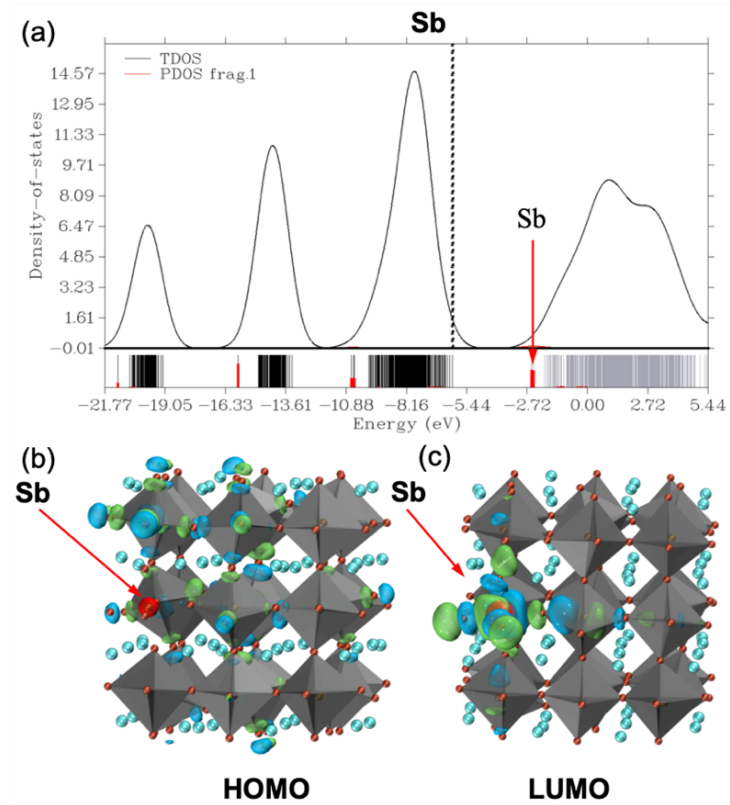 (a)
Sb
TDOS
PDOS frag.1
Density-of-states
14.57
12.95
11.33
9.71
8.09
6.47
4.85
3.23
1.61
−0.01
Sb
−21.77 −19.05 −16.33 −13.61 −10.88 −8.16 −5.44 −2.72 0.00 2.72 5.44
Energy (eV)
(b)
Sb
(c)
Sb
HOMO
LUMO